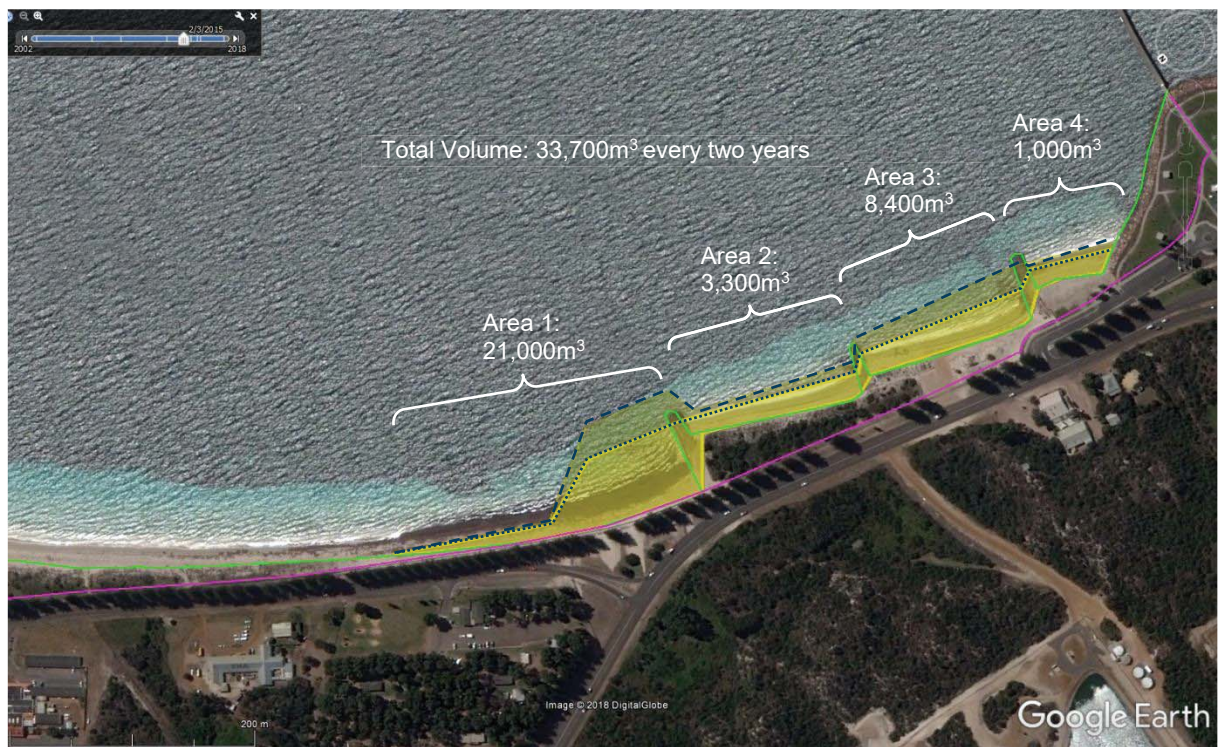 2/3/2015
2002
2018
Area 4:
1,000m³
Total Volume: 33,700m³ every two years
Area 3:
8,400m³
Area 2:
3,300m³
Area 1:
21,000m³
Image © 2018 DigitalGlobe
200 m
Google Earth